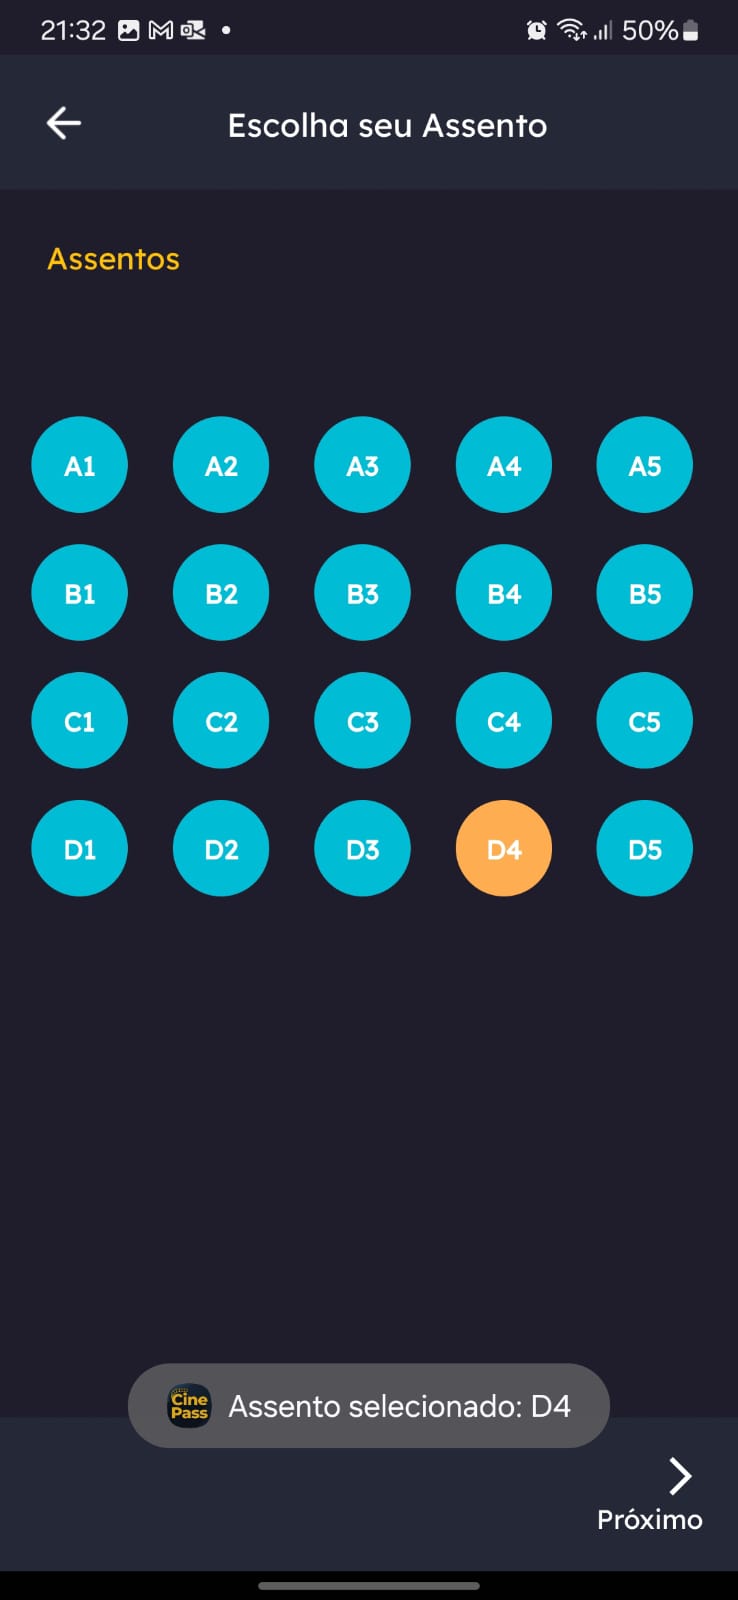 21:32 50%
Escolha seu Assento
Assentos
A1 A2 A3 A4 A5
B1 B2 B3 B4 B5
C1 C2 C3 C4 C5
D1 D2 D3 D4 D5
Cine
Pass
Assento selecionado: D4
Próximo